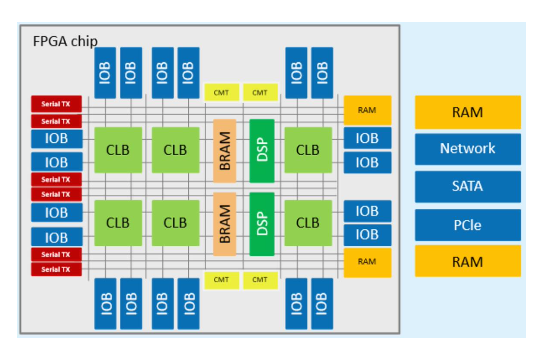 FPGA chip
IOB IOB IOB IOB IOB IOB
CMT CMT
Serial TX
Serial TX
RAM
RAM
IOB
IOB
Network
IOB
CLB CLB BRAM DSP CLB
IOB
SATA
Serial TX
Serial TX
IOB
IOB
PCIe
IOB
CLB CLB BRAM DSP CLB
IOB
Serial TX
Serial TX
RAM
RAM
CMT CMT
IOB IOB IOB IOB IOB IOB